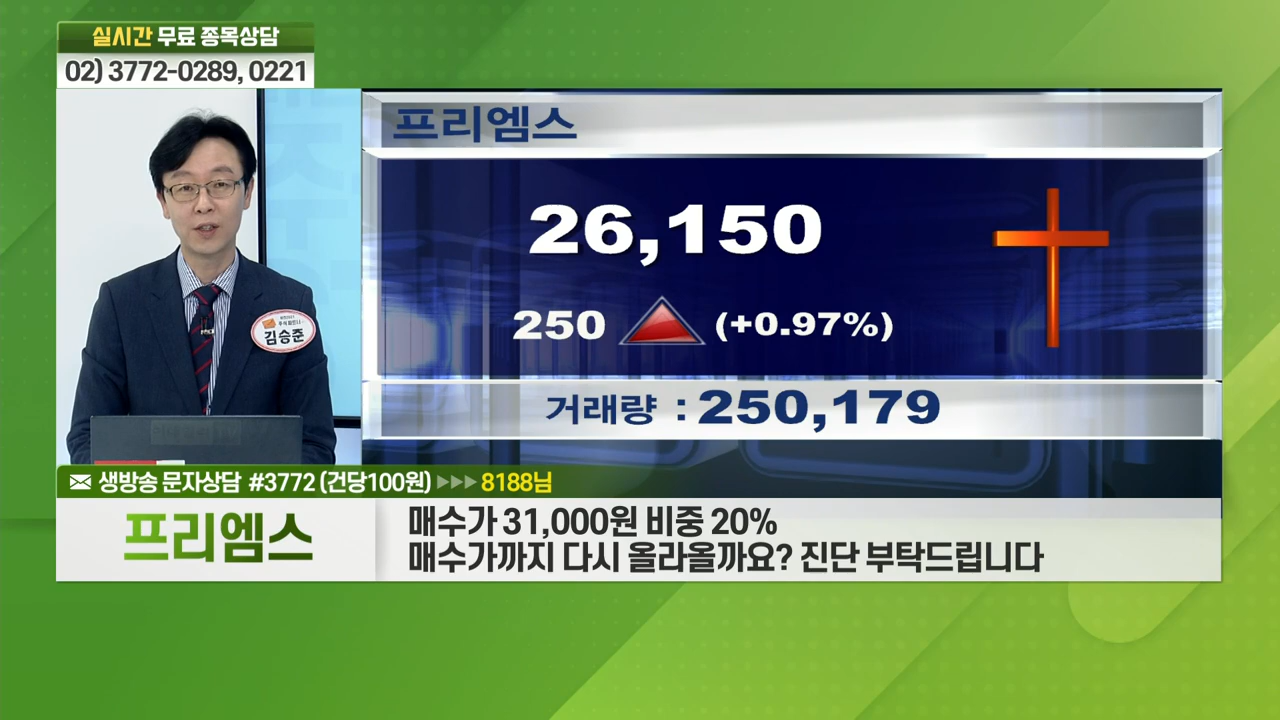 실시간 무료 종목상담
02) 3772-0289, 0221
프리엠스
26,150
250 (+0.97%)
거래량 : 250,179
김승준
생방송 문자상담 #3772 (건당100원) 8188님
프리엠스
매수가 31,000원 비중 20%
매수가까지 다시 올라올까요? 진단 부탁드립니다